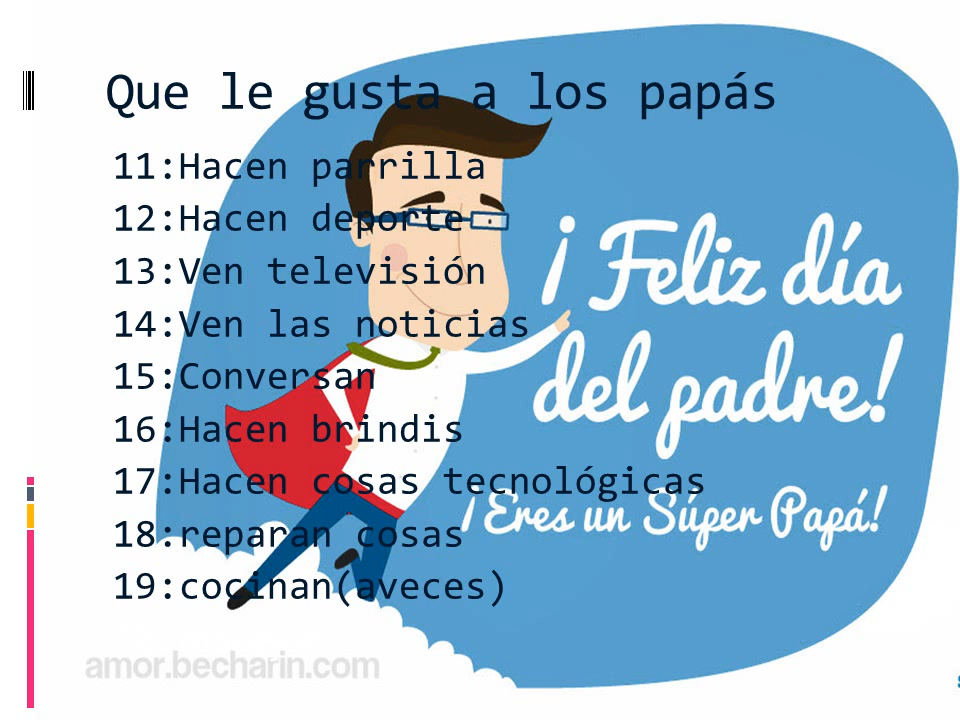 Que le gusta a los papás
11:Hacen parrilla
12:Hacen deporte
13:Ven televisión
14:Ven las noticias
15:Conversan
16:Hacen brindis
17:Hacen cosas tecnológicas
18:reparan cosas
19:cocinan(aveces)
¡Feliz día
del padre!
¡Eres un Súper Papá!
amor.becharin.com